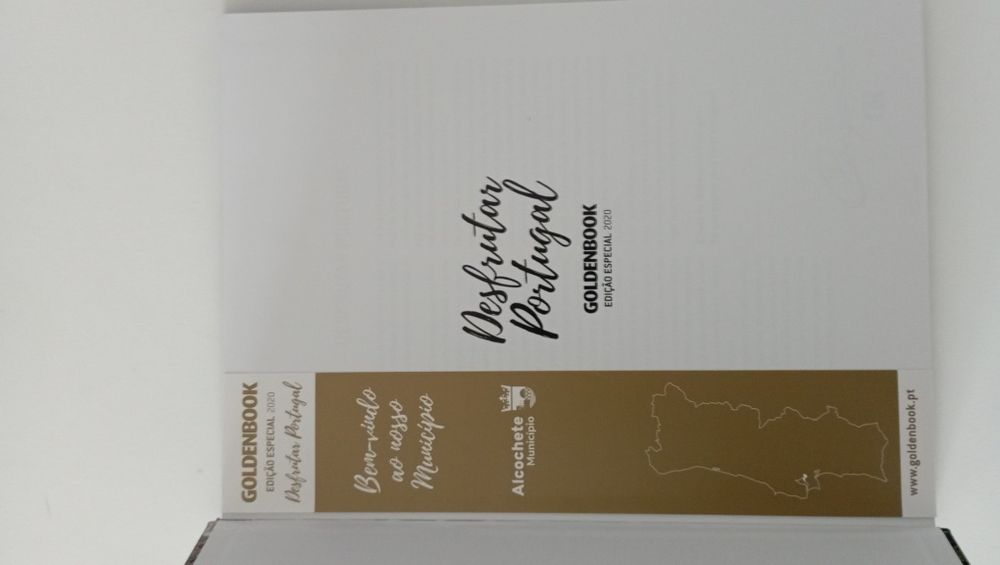 GOLDENBOOK
EDIÇÃO ESPECIAL 2020
Desfrutar Portugal
Bem-vindo
ao nosso
Município
Alcochete
Município
www.goldenbook.pt
Desfrutar
Portugal
GOLDENBOOK
EDIÇÃO ESPECIAL 2020